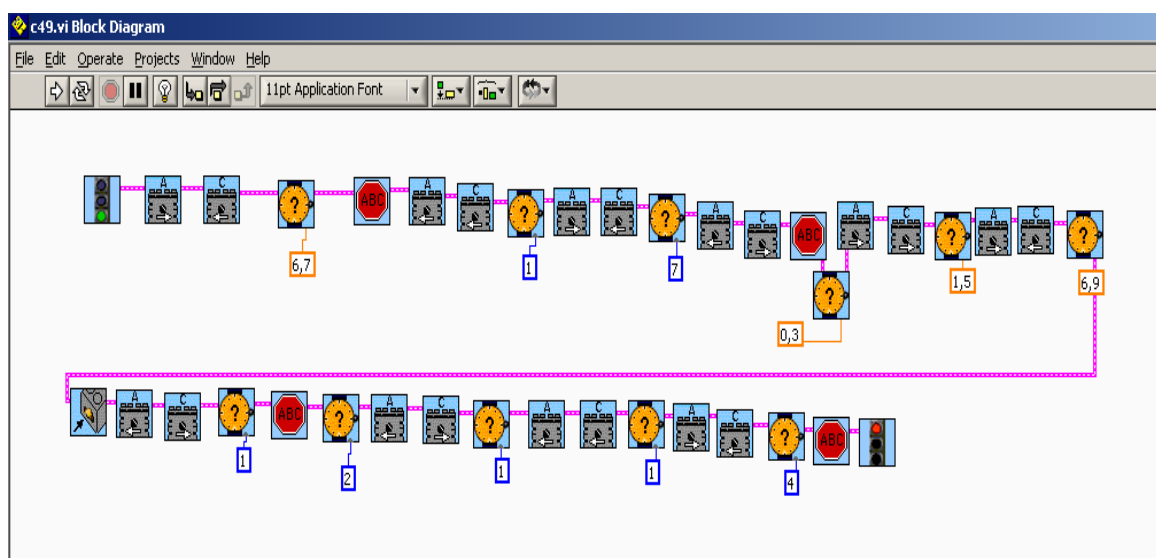 c49.vi Block Diagram
File Edit Operate Projects Window Help
11pt Application Font
A C ABC A C A C A C ABC A C A C
6,7 1 7 0,3 1,5 6,9
A C ABC A C A C A C ABC
1 2 1 1 4